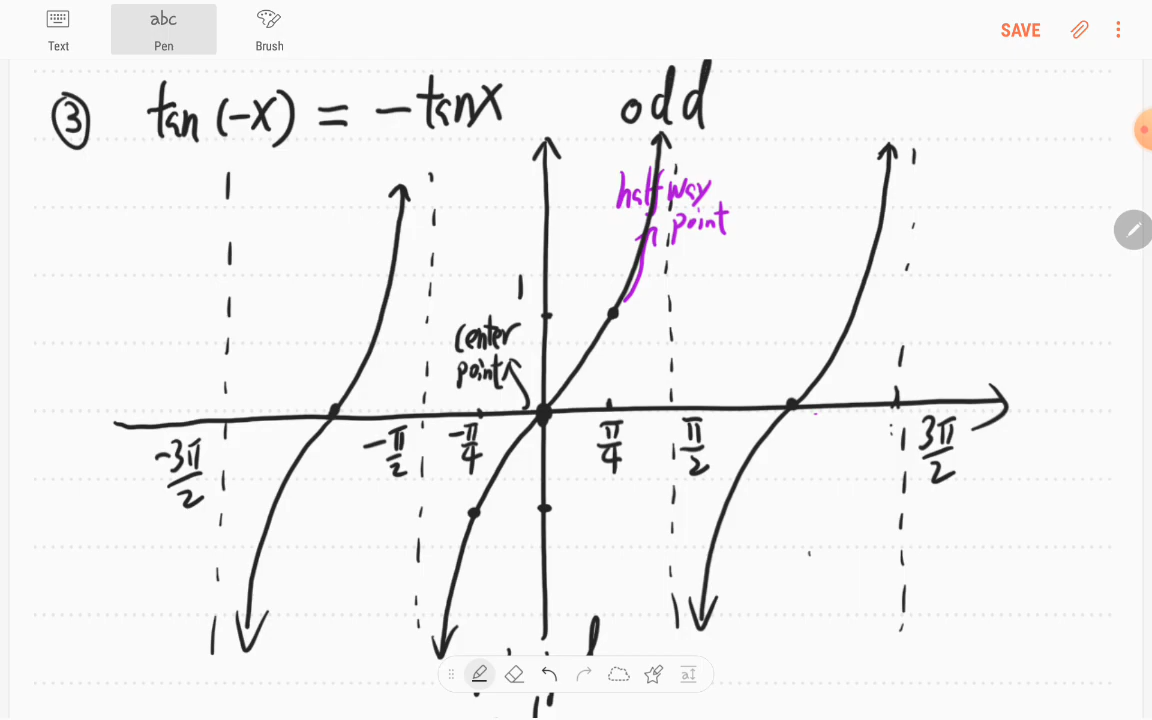 Text
abc
Pen
Brush
SAVE
③ tan (-x) = - tanx odd
half way
point
1
center
point
-3π/2
-π/2
-π/4
π/4
π/2
3π/2